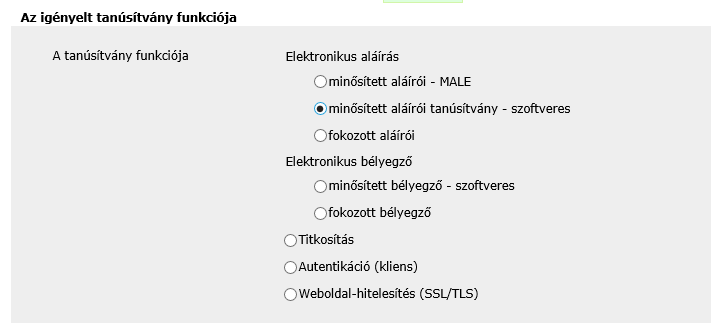 Az igényelt tanúsítvány funkciója
A tanúsítvány funkciója
Elektronikus aláírás
minősített aláírói - MALE
minősített aláírói tanúsítvány - szoftveres
fokozott aláírói
Elektronikus bélyegző
minősített bélyegző - szoftveres
fokozott bélyegző
Titkosítás
Autentikáció (kliens)
Weboldal-hitelesítés (SSL/TLS)